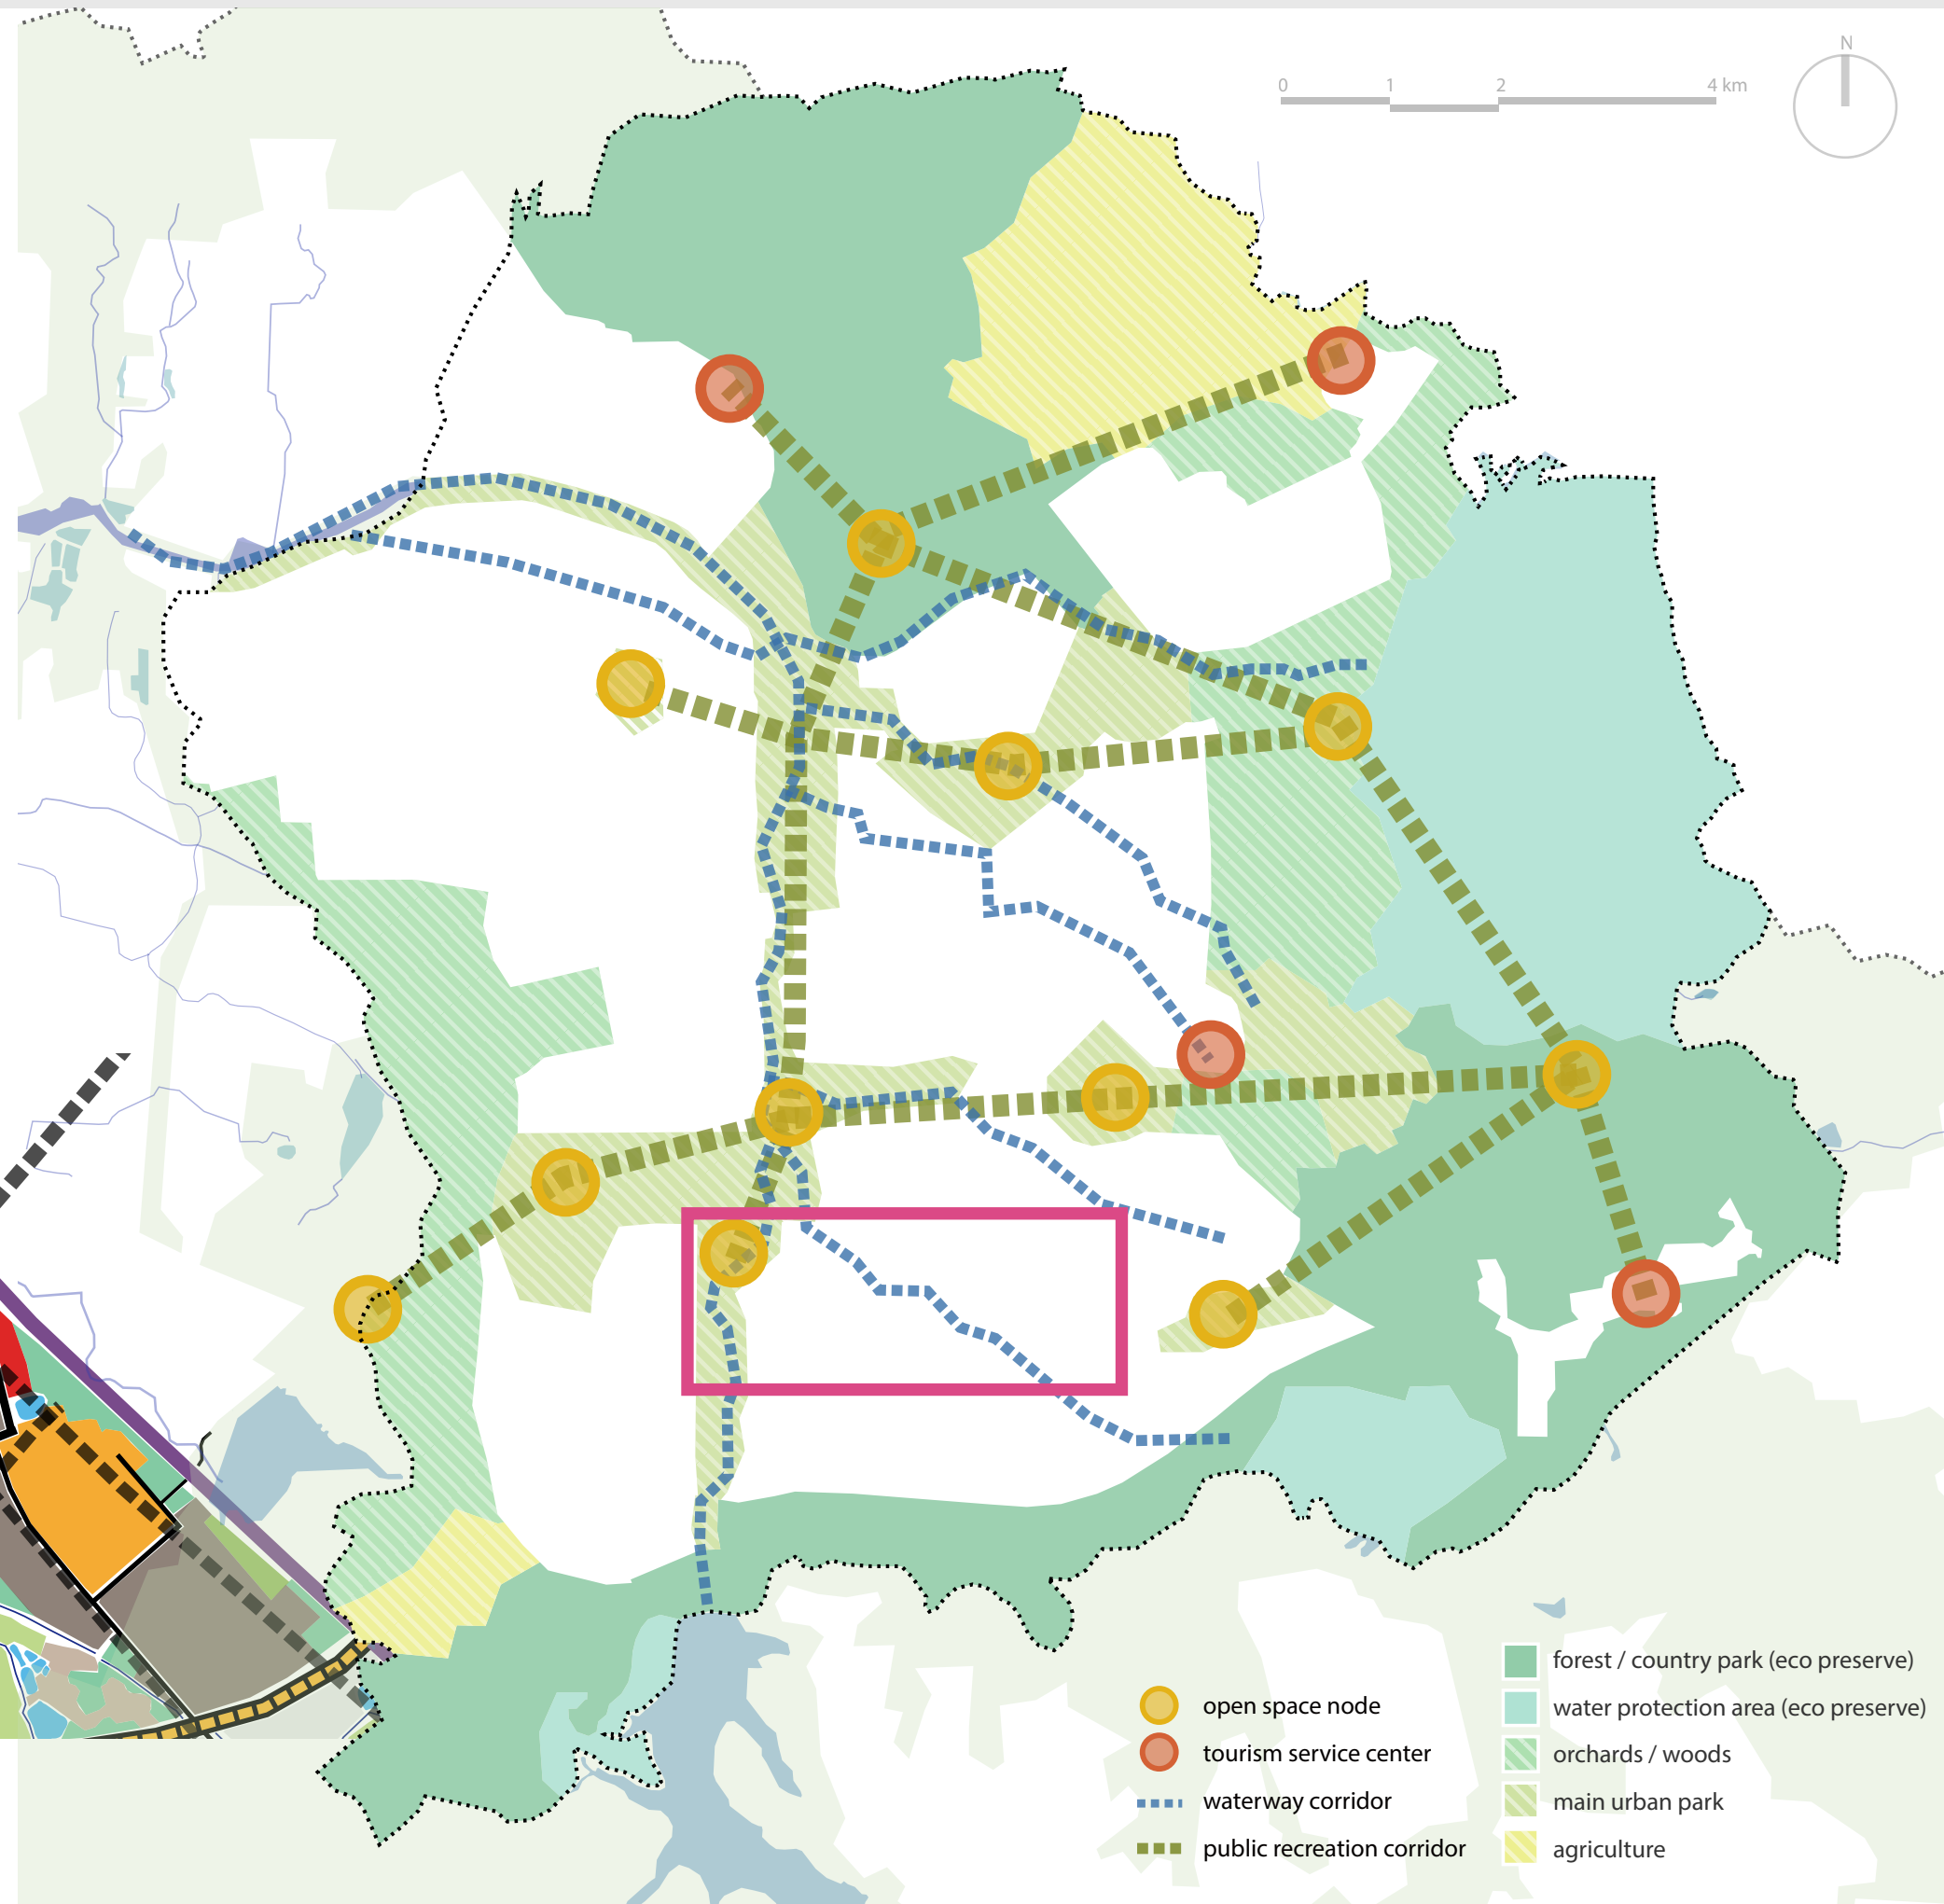 N
0 1 2 4 km
open space node
tourism service center
waterway corridor
public recreation corridor
forest / country park (eco preserve)
water protection area (eco preserve)
orchards / woods
main urban park
agriculture